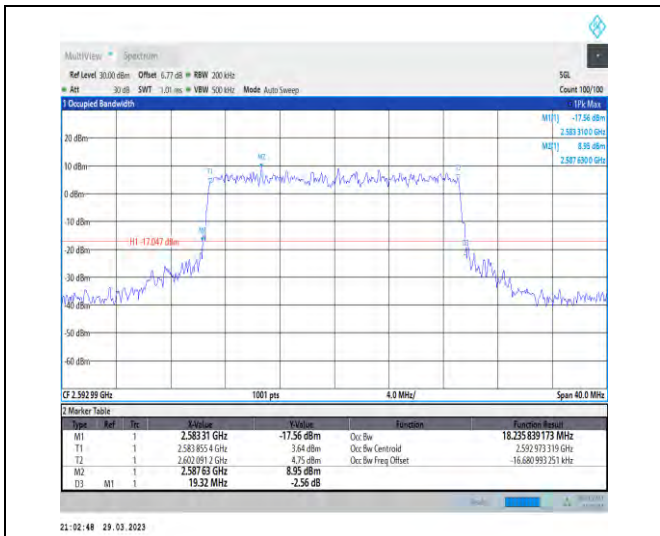 MultiView Spectrum
Ref Level 30.00 dBm Offset 6.77 dB RBW 200 kHz SGL
Att 30 dB SWT 1.01 ms VBW 500 kHz Mode Auto Sweep Count 100/100
1 Occupied Bandwidth 1Pk Max
M1[1] -17.56 dBm
2.583 310 0 GHz
M2[1] 8.95 dBm
2.587 630 0 GHz
20 dBm
M2
10 dBm
T1
0 dBm
-10 dBm
H1 -17.047 dBm
-20 dBm
-30 dBm
-40 dBm
-50 dBm
-60 dBm
CF 2.592 99 GHz 1001 pts 4.0 MHz/ Span 40.0 MHz
2 Marker Table
Type Ref Trc X-Value Y-Value Function Function Result
M1 1 2.583 31 GHz -17.56 dBm Occ Bw 18.235 839 173 MHz
T1 1 2.583 855 4 GHz 3.64 dBm Occ Bw Centroid 2.592 973 319 GHz
T2 1 2.602 091 2 GHz 4.75 dBm Occ Bw Freq Offset -16.680 993 251 kHz
M2 1 2.587 63 GHz 8.95 dBm
D3 M1 1 19.32 MHz -2.56 dB
21:02:48 29.03.2023